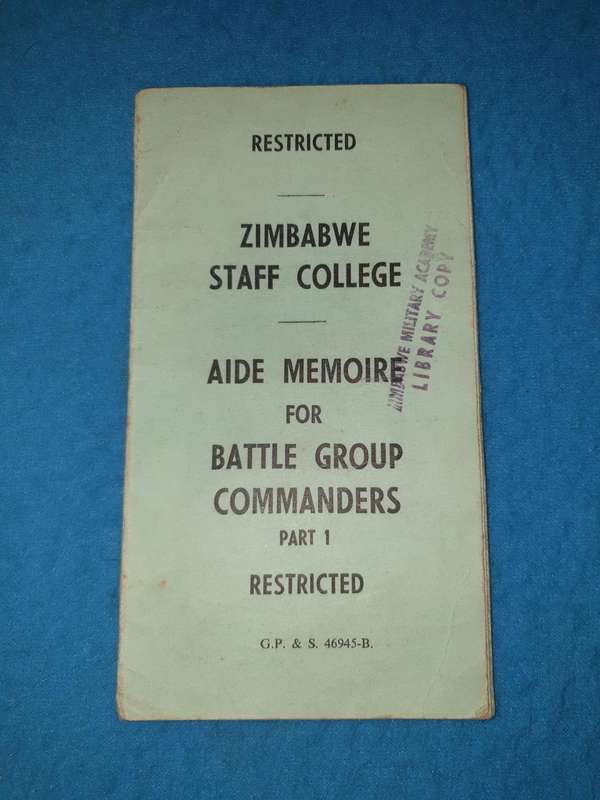 RESTRICTED
ZIMBABWE
STAFF COLLEGE
ZIMBABWE MILITARY ACADEMY
LIBRARY COPY
AIDE MEMOIRE
FOR
BATTLE GROUP
COMMANDERS
PART 1
RESTRICTED
G.P. & S. 46945-B.